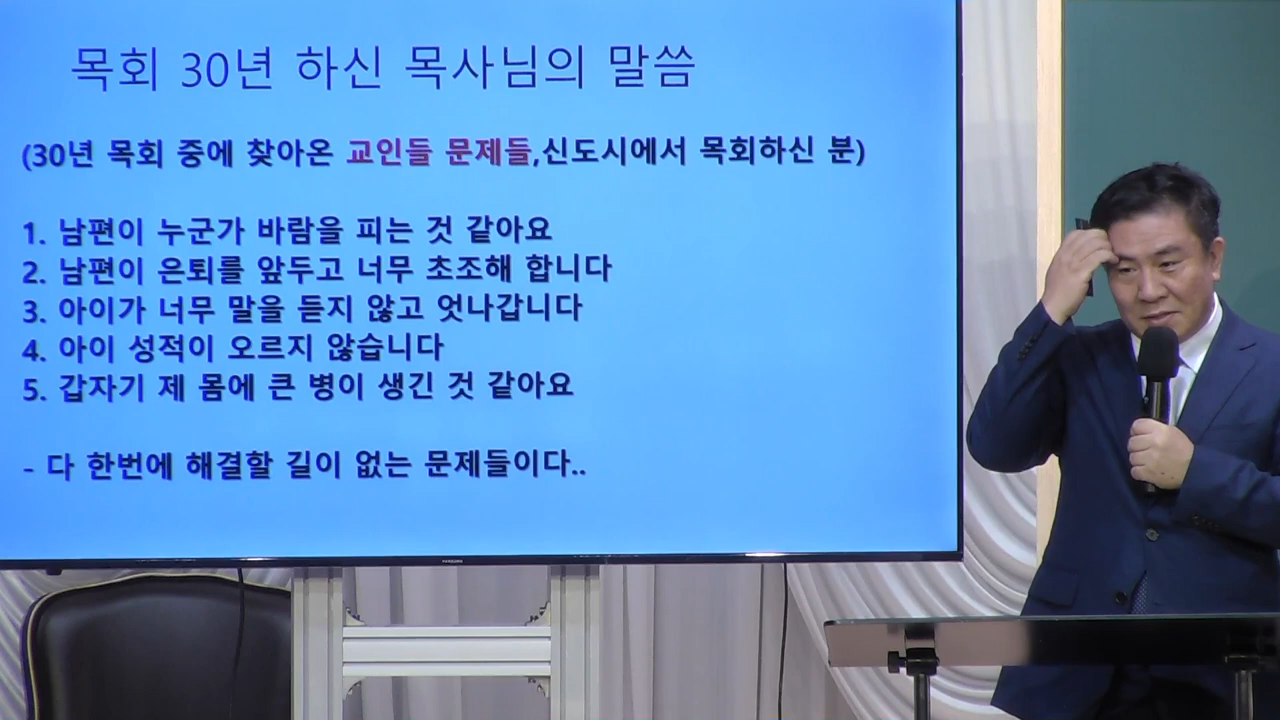 목회 30년 하신 목사님의 말씀
(30년 목회 중에 찾아온 교인들 문제들,신도시에서 목회하신 분)
1. 남편이 누군가 바람을 피는 것 같아요
2. 남편이 은퇴를 앞두고 너무 초조해 합니다
3. 아이가 너무 말을 듣지 않고 엇나갑니다
4. 아이 성적이 오르지 않습니다
5. 갑자기 제 몸에 큰 병이 생긴 것 같아요
- 다 한번에 해결할 길이 없는 문제들이다..